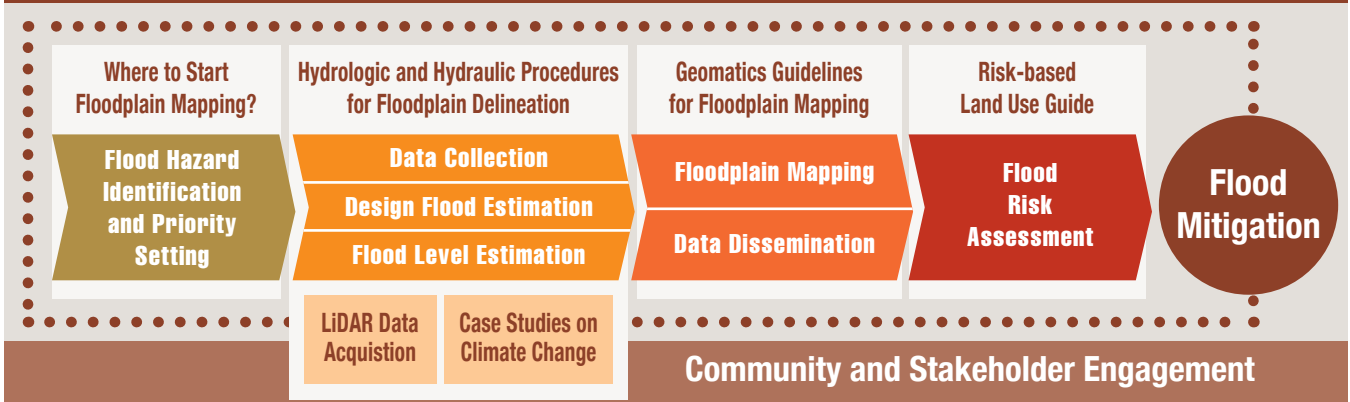 Where to Start
Floodplain Mapping?
Flood Hazard
Identification
and Priority
Setting
Hydrologic and Hydraulic Procedures
for Floodplain Delineation
Data Collection
Design Flood Estimation
Flood Level Estimation
LiDAR Data
Acquistion
Case Studies on
Climate Change
Geomatics Guidelines
for Floodplain Mapping
Floodplain Mapping
Data Dissemination
Risk-based
Land Use Guide
Flood
Risk
Assessment
Flood
Mitigation
Community and Stakeholder Engagement